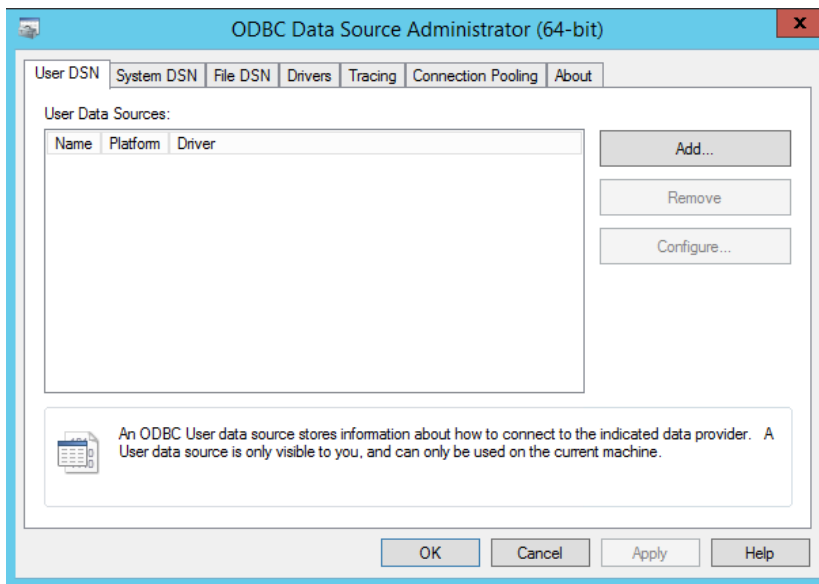 ODBC Data Source Administrator (64-bit)
x
User DSN System DSN File DSN Drivers Tracing Connection Pooling About
User Data Sources:
Name Platform Driver
Add...
Remove
Configure...
An ODBC User data source stores information about how to connect to the indicated data provider. A
User data source is only visible to you, and can only be used on the current machine.
OK Cancel Apply Help